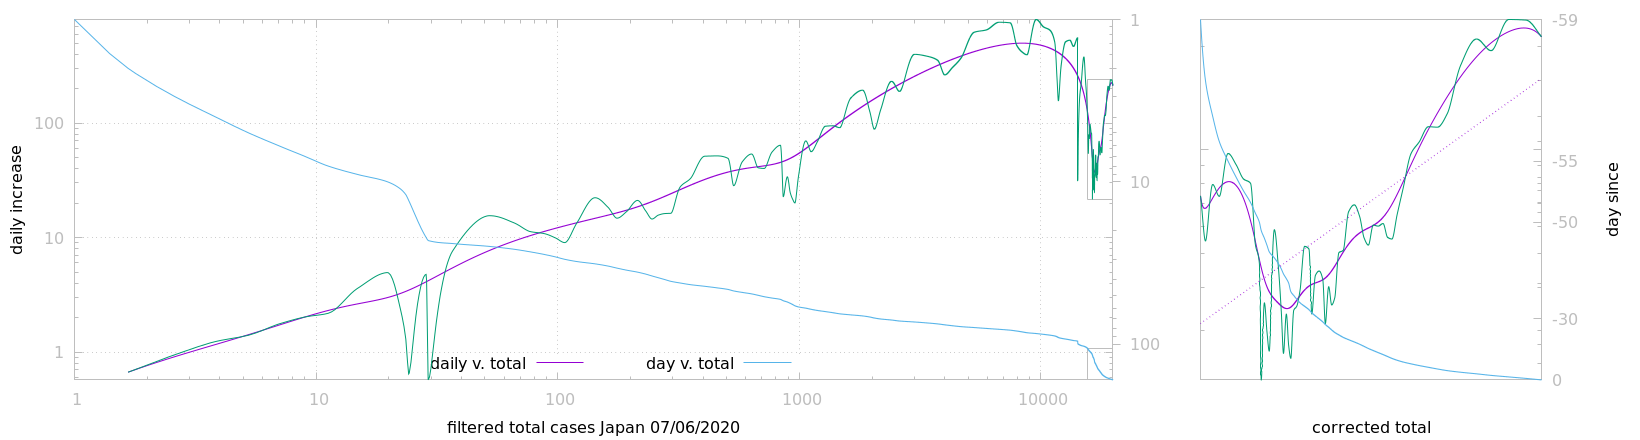 daily increase
100
10
1
1
10
100
1000
10000
1
10
100
daily v. total
day v. total
filtered total cases Japan 07/06/2020
-59
-55
-50
-30
0
day since
corrected total